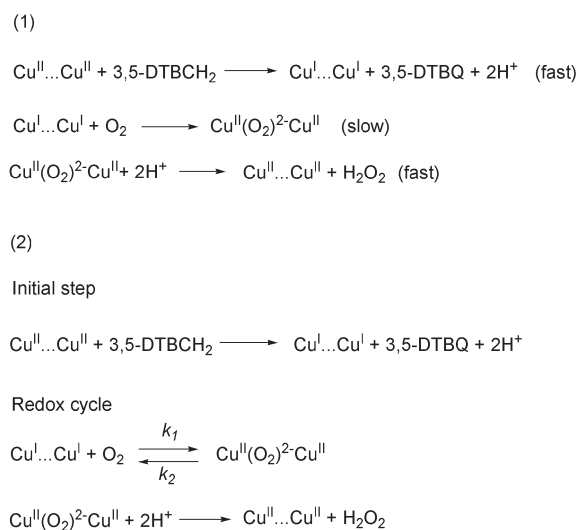 (1)
Cu^II...Cu^II + 3,5-DTBCH₂ ⟶ Cu^I...Cu^I + 3,5-DTBQ + 2H⁺ (fast)
Cu^I...Cu^I + O₂ ⟶ Cu^II(O₂)²⁻Cu^II (slow)
Cu^II(O₂)²⁻Cu^II + 2H⁺ ⟶ Cu^II...Cu^II + H₂O₂ (fast)
(2)
Initial step
Cu^II...Cu^II + 3,5-DTBCH₂ ⟶ Cu^I...Cu^I + 3,5-DTBQ + 2H⁺
Redox cycle
k₁
Cu^I...Cu^I + O₂ ⇄ Cu^II(O₂)²⁻Cu^II
k₂
Cu^II(O₂)²⁻Cu^II + 2H⁺ ⟶ Cu^II...Cu^II + H₂O₂